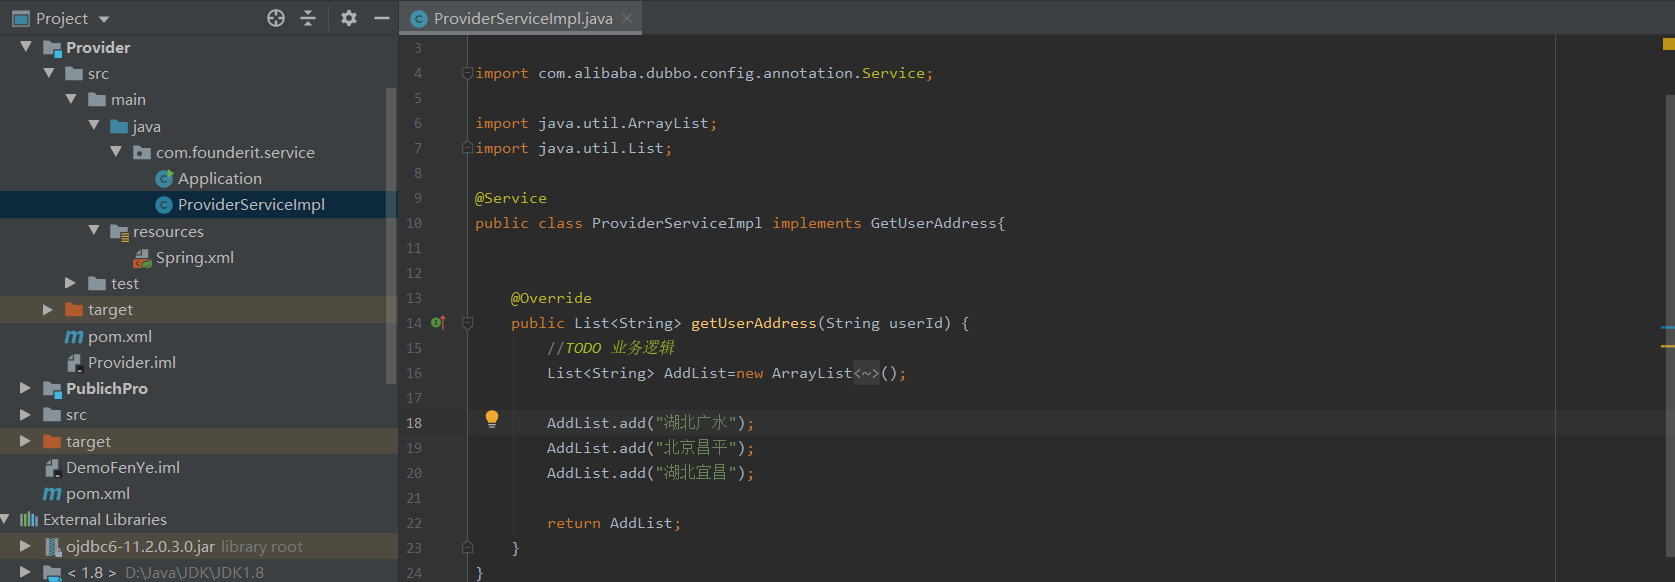 Project
Provider
src
main
java
com.founderit.service
Application
ProviderServiceImpl
resources
Spring.xml
test
target
pom.xml
Provider.iml
PublichPro
src
target
DemoFenYe.iml
pom.xml
External Libraries
ojdbc6-11.2.0.3.0.jar library root
< 1.8 > D:\Java\JDK\JDK1.8
ProviderServiceImpl.java
3
4 import com.alibaba.dubbo.config.annotation.Service;
5
6 import java.util.ArrayList;
7 import java.util.List;
8
9 @Service
10 public class ProviderServiceImpl implements GetUserAddress{
11
12
13 @Override
14 public List<String> getUserAddress(String userId) {
15 //TODO 业务逻辑
16 List<String> AddList=new ArrayList<~>();
17
18 AddList.add("湖北广水");
19 AddList.add("北京昌平");
20 AddList.add("湖北宜昌");
21
22 return AddList;
23 }
24 }